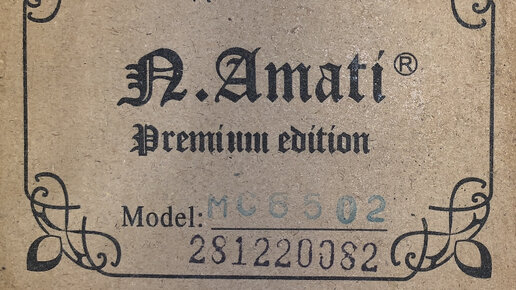 N.Amati®
Premium edition
Model: MC6502
281220082